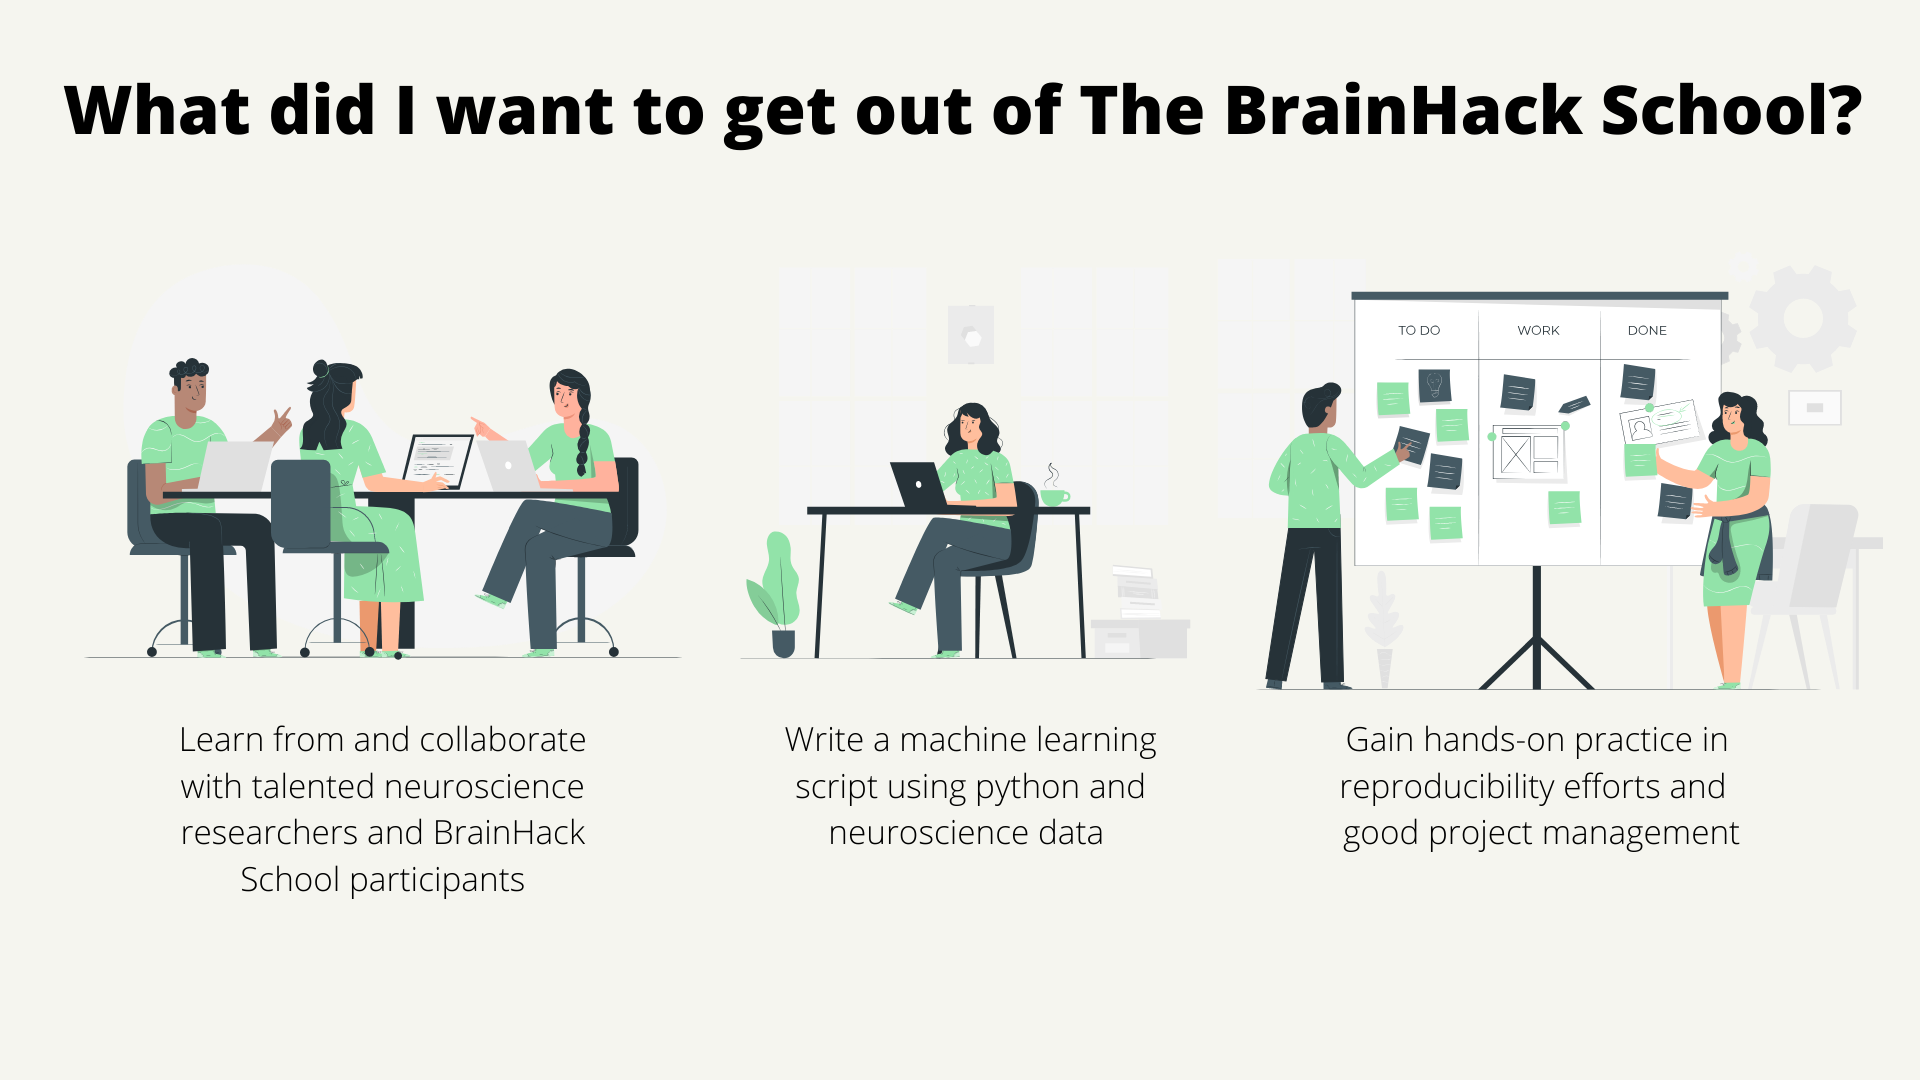 What did I want to get out of The BrainHack School?
TO DO
WORK
DONE
Learn from and collaborate
with talented neuroscience
researchers and BrainHack
School participants
Write a machine learning
script using python and
neuroscience data
Gain hands-on practice in
reproducibility efforts and
good project management